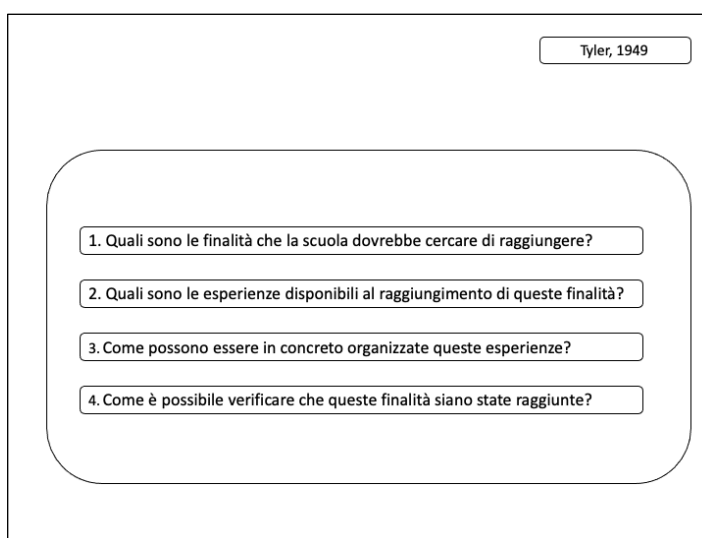 Tyler, 1949
1. Quali sono le finalità che la scuola dovrebbe cercare di raggiungere?
2. Quali sono le esperienze disponibili al raggiungimento di queste finalità?
3. Come possono essere in concreto organizzate queste esperienze?
4. Come è possibile verificare che queste finalità siano state raggiunte?